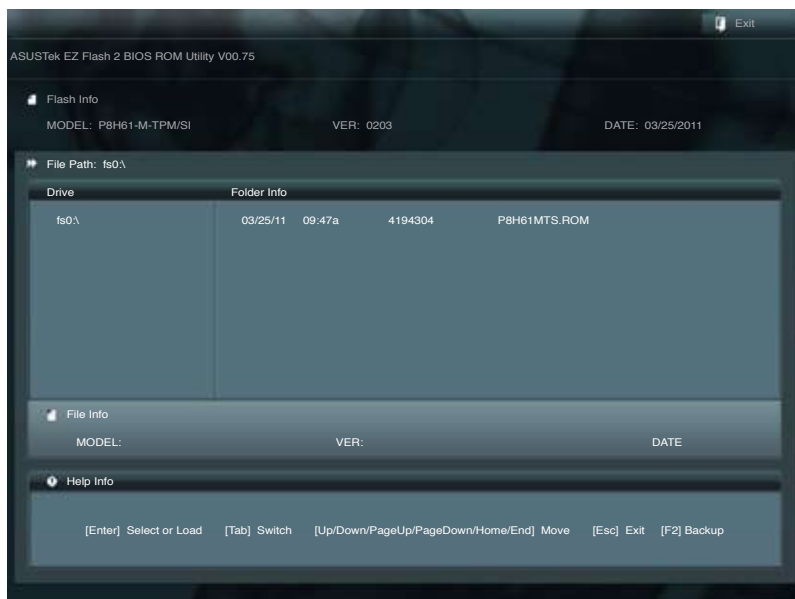 Exit
ASUSTek EZ Flash 2 BIOS ROM Utility V00.75
Flash Info
MODEL: P8H61-M-TPM/SI VER: 0203 DATE: 03/25/2011
File Path: fs0:\
Drive Folder Info
fs0:\ 03/25/11 09:47a 4194304 P8H61MTS.ROM
File Info
MODEL: VER: DATE
Help Info
[Enter] Select or Load [Tab] Switch [Up/Down/PageUp/PageDown/Home/End] Move [Esc] Exit [F2] Backup